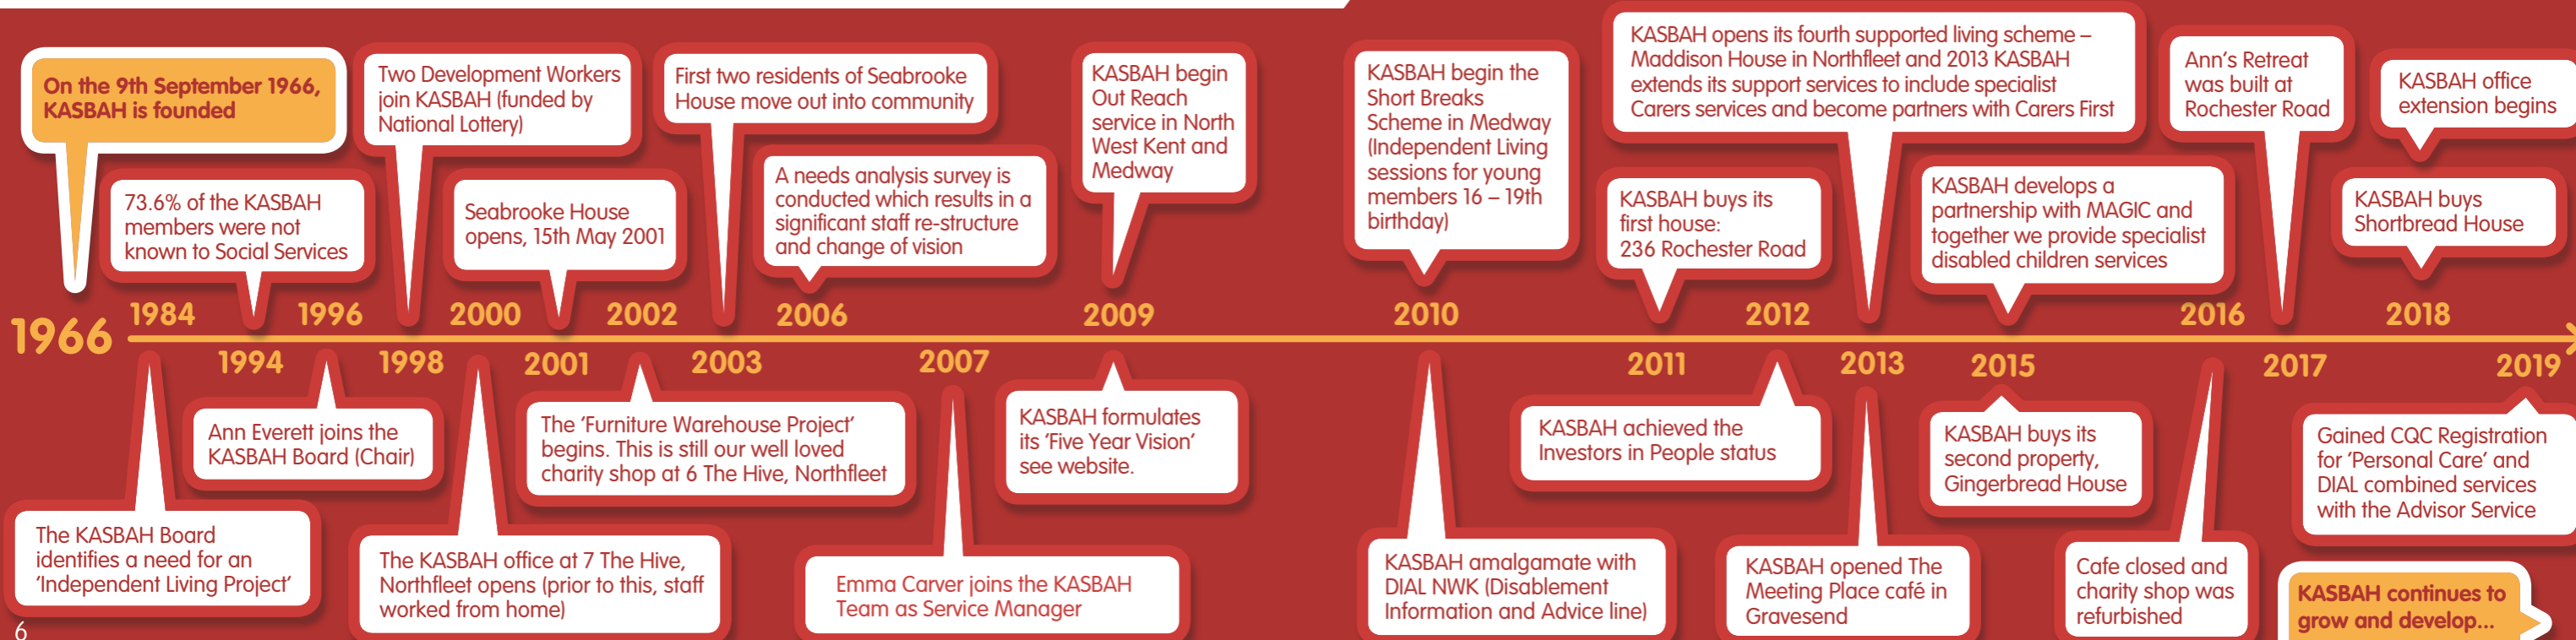 On the 9th September 1966,
KASBAH is founded
Two Development Workers
join KASBAH (funded by
National Lottery)
First two residents of Seabrooke
House move out into community
KASBAH begin
Out Reach
service in North
West Kent and
Medway
KASBAH begin the
Short Breaks
Scheme in Medway
(Independent Living
sessions for young
members 16 – 19th
birthday)
KASBAH opens its fourth supported living scheme –
Maddison House in Northfleet and 2013 KASBAH
extends its support services to include specialist
Carers services and become partners with Carers First
Ann’s Retreat
was built at
Rochester Road
KASBAH office
extension begins
73.6% of the KASBAH
members were not
known to Social Services
Seabrooke House
opens, 15th May 2001
A needs analysis survey is
conducted which results in a
significant staff re-structure
and change of vision
KASBAH buys its
first house:
236 Rochester Road
KASBAH develops a
partnership with MAGIC and
together we provide specialist
disabled children services
KASBAH buys
Shortbread House
1966
1984
1996
2000
2002
2006
2009
2010
2012
2016
2018
1994
1998
2001
2003
2007
2011
2013
2015
2017
2019
Ann Everett joins the
KASBAH Board (Chair)
The ‘Furniture Warehouse Project’
begins. This is still our well loved
charity shop at 6 The Hive, Northfleet
KASBAH formulates
its ‘Five Year Vision’
see website.
KASBAH achieved the
Investors in People status
KASBAH buys its
second property,
Gingerbread House
Gained CQC Registration
for ‘Personal Care’ and
DIAL combined services
with the Advisor Service
The KASBAH Board
identifies a need for an
‘Independent Living Project’
The KASBAH office at 7 The Hive,
Northfleet opens (prior to this, staff
worked from home)
Emma Carver joins the KASBAH
Team as Service Manager
KASBAH amalgamate with
DIAL NWK (Disablement
Information and Advice line)
KASBAH opened The
Meeting Place café in
Gravesend
Cafe closed and
charity shop was
refurbished
KASBAH continues to
grow and develop...
6